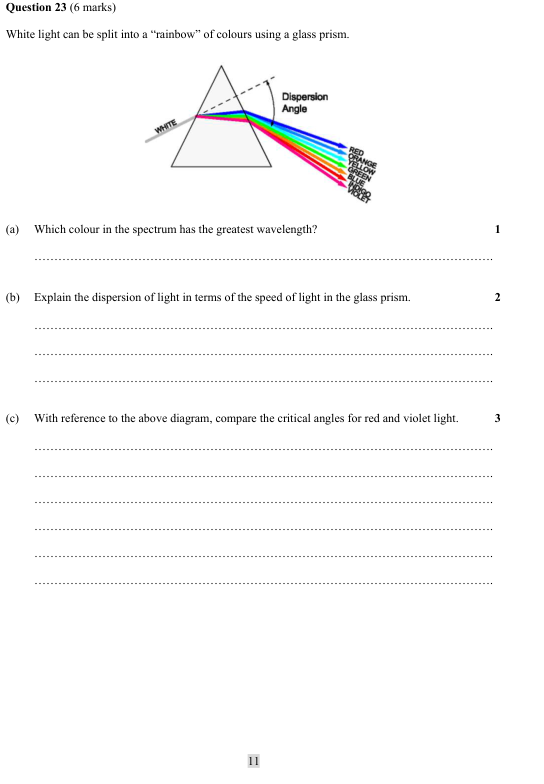 Question 23 (6 marks)
White light can be split into a “rainbow” of colours using a glass prism.
WHITE
Dispersion
Angle
RED
ORANGE
YELLOW
GREEN
BLUE
INDIGO
VIOLET
(a) Which colour in the spectrum has the greatest wavelength? 1
(b) Explain the dispersion of light in terms of the speed of light in the glass prism. 2
(c) With reference to the above diagram, compare the critical angles for red and violet light. 3
11